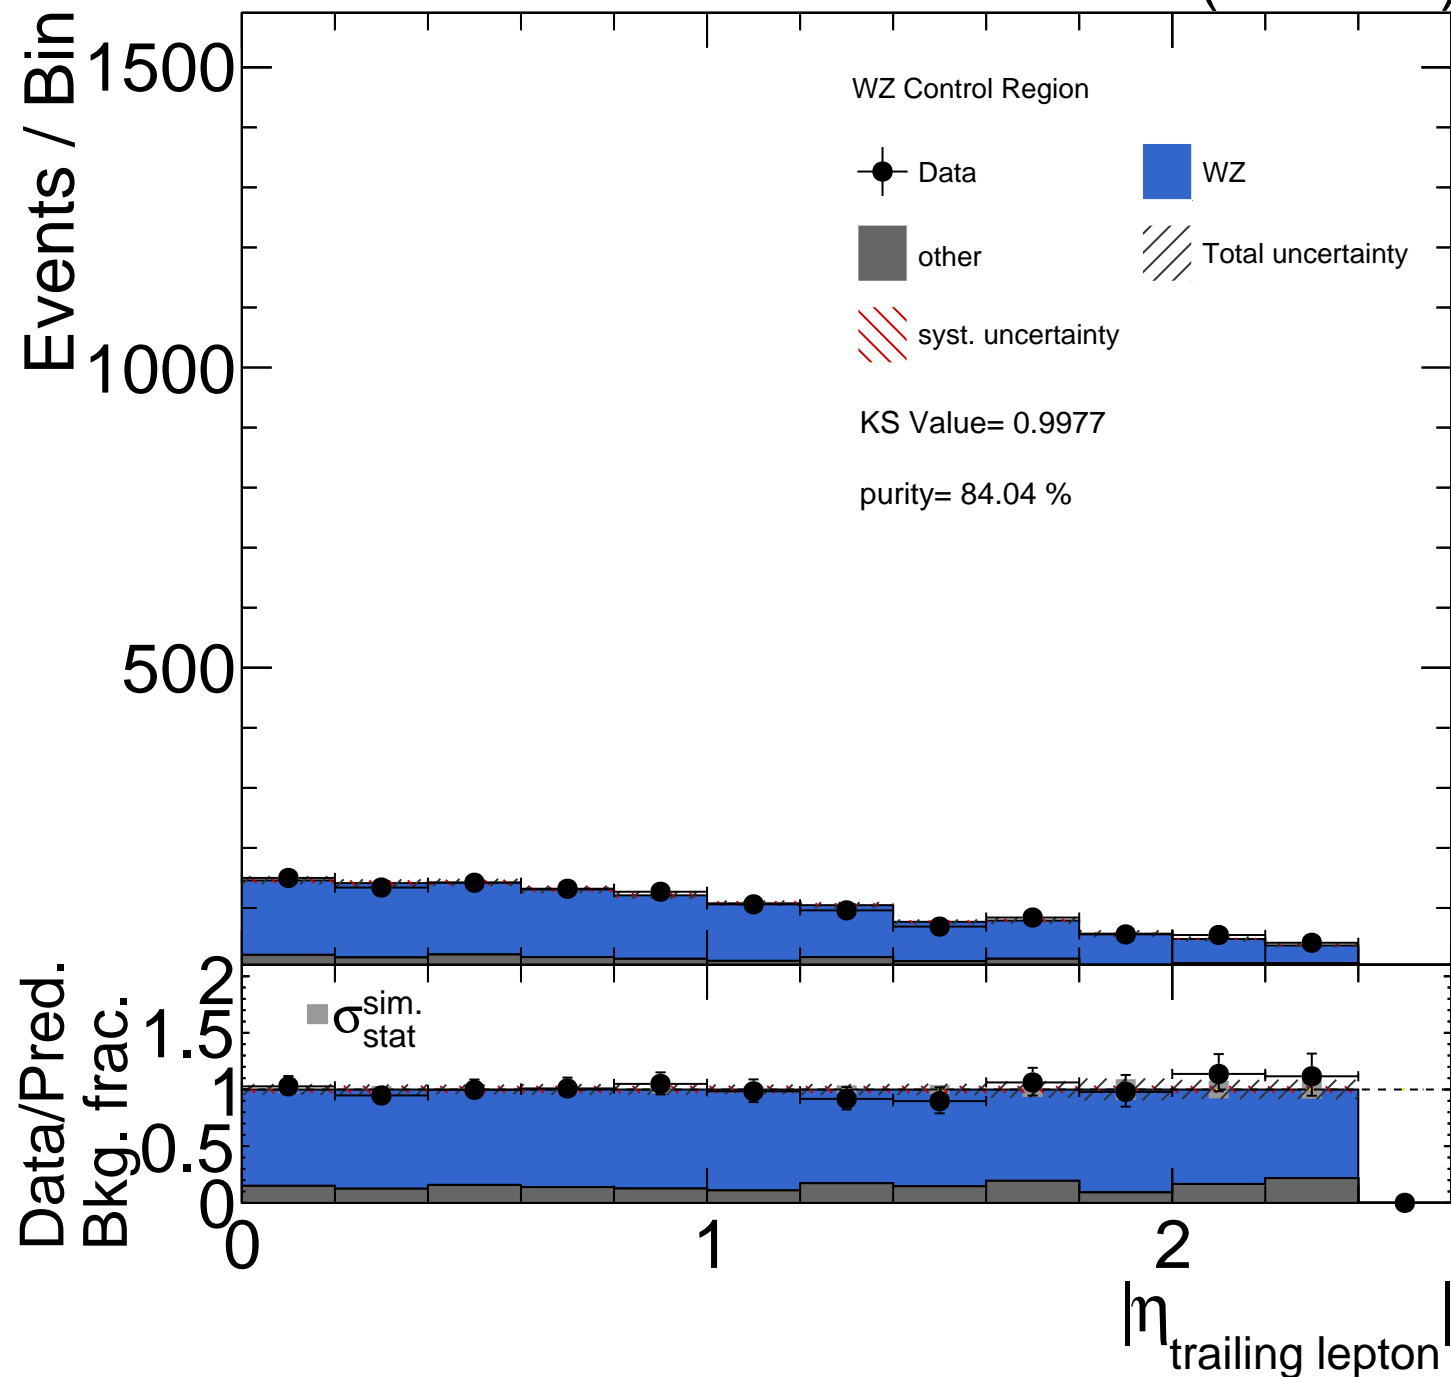 Events / Bin
1500
1000
500
WZ Control Region
Data
WZ
other
Total uncertainty
syst. uncertainty
KS Value= 0.9977
purity= 84.04 %
Data/Pred.
Bkg. frac.
2
1.5
1
0.5
0
σ sim. stat
0
1
2
|η trailing lepton|